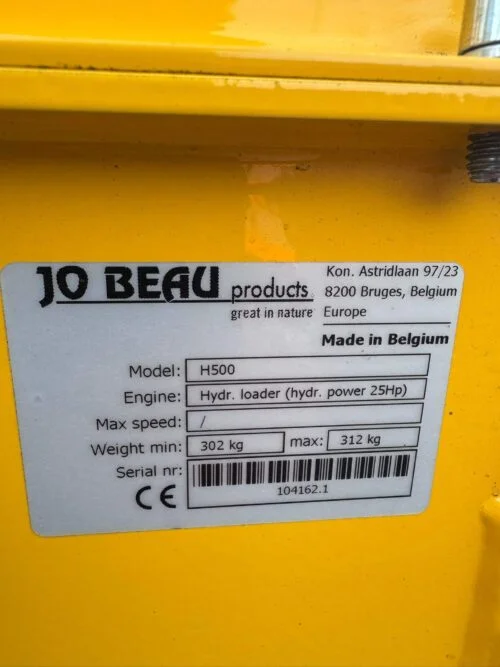 JO BEAU products
great in nature
Kon. Astridlaan 97/23
8200 Bruges, Belgium
Europe
Made in Belgium
Model: H500
Engine: Hydr. loader (hydr. power 25Hp)
Max speed: /
Weight min: 302 kg max: 312 kg
Serial nr:
104162.1
CE